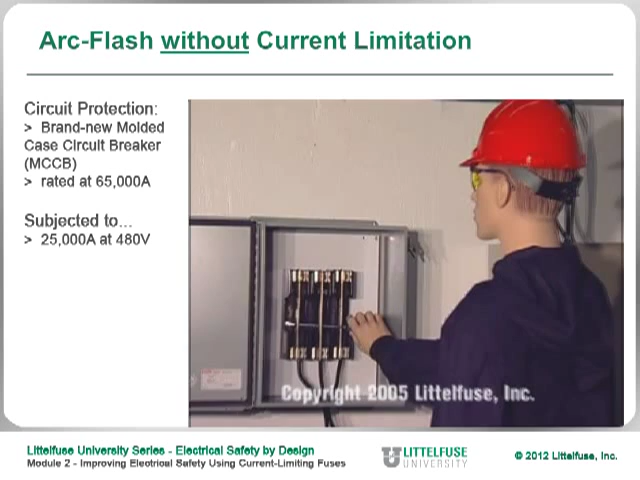 Arc-Flash without Current Limitation
Circuit Protection:
> Brand-new Molded
Case Circuit Breaker
(MCCB)
> rated at 65,000A
Subjected to...
> 25,000A at 480V
Copyright 2005 Littelfuse, Inc.
Littelfuse University Series - Electrical Safety by Design
Module 2 - Improving Electrical Safety Using Current-Limiting Fuses
LITTELFUSE
UNIVERSITY
© 2012 Littelfuse, Inc.